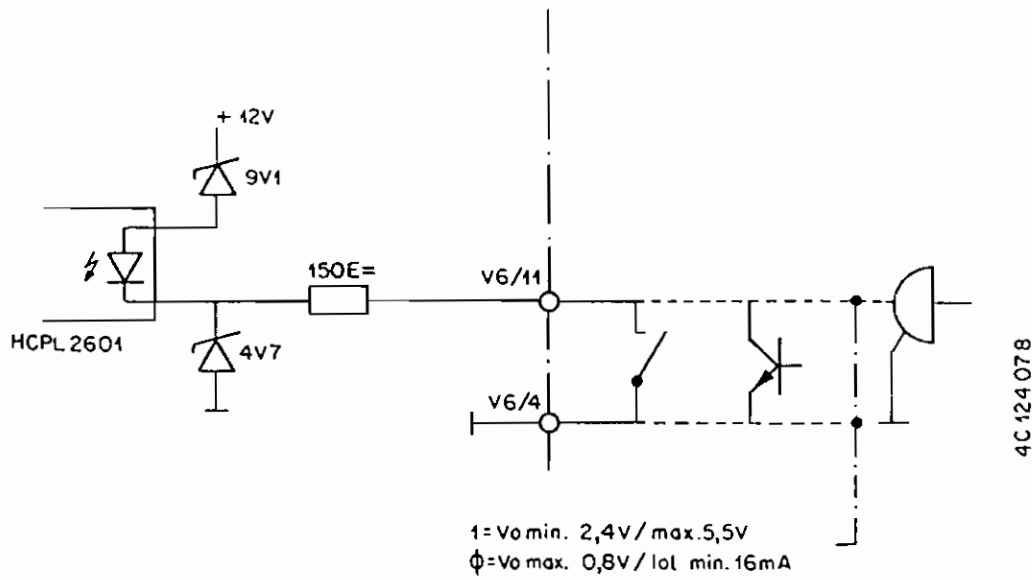 + 12V
9V1
150E=
V6/11
HCPL 2601
4V7
V6/4
4C 124 078
1=Vo min. 2,4V / max.5,5V
ϕ=Vo max. 0,8V / Iol min. 16mA